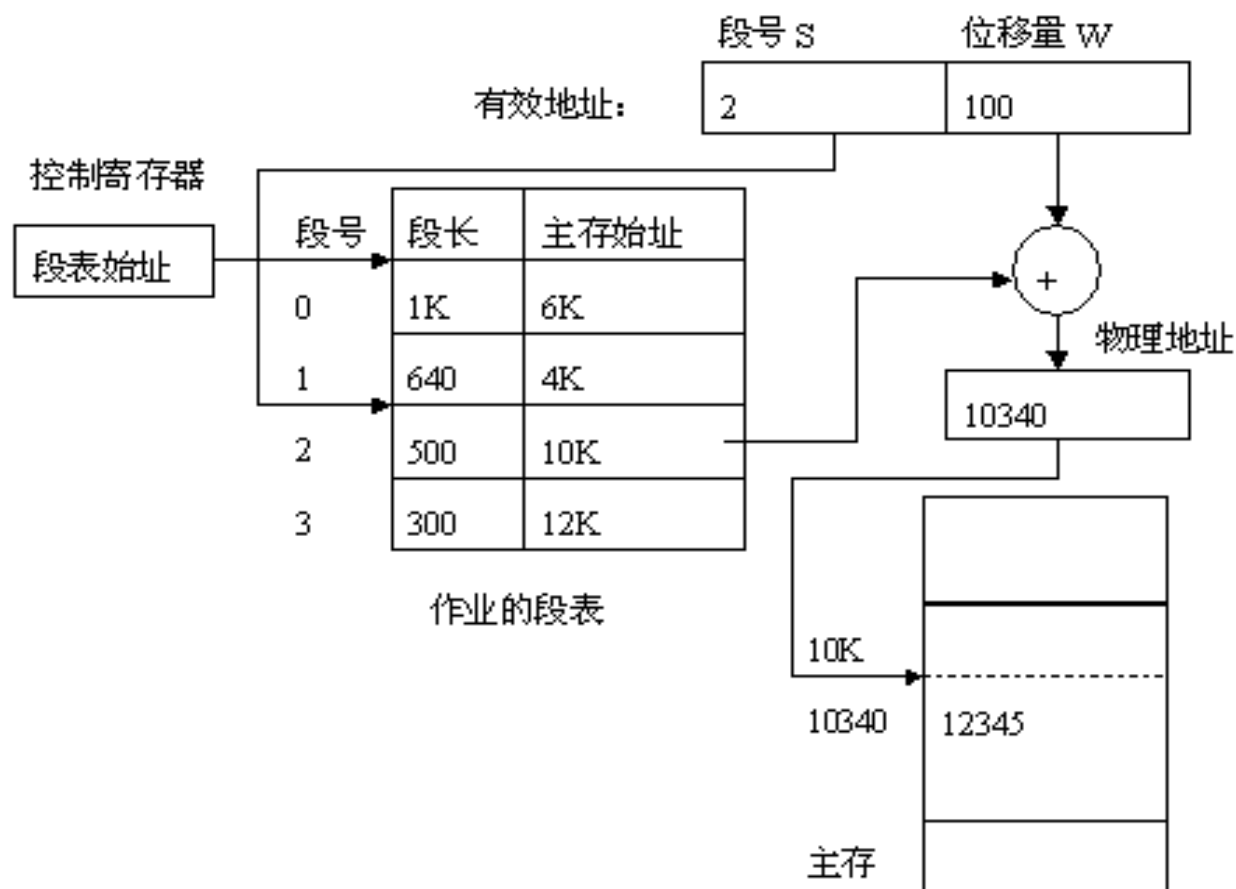 段号 S 位移量 W
有效地址: 2 100
控制寄存器
段表始址
段号 段长 主存始址
0 1K 6K
1 640 4K
2 500 10K
3 300 12K
作业的段表
+
物理地址
10340
10K
10340 12345
主存